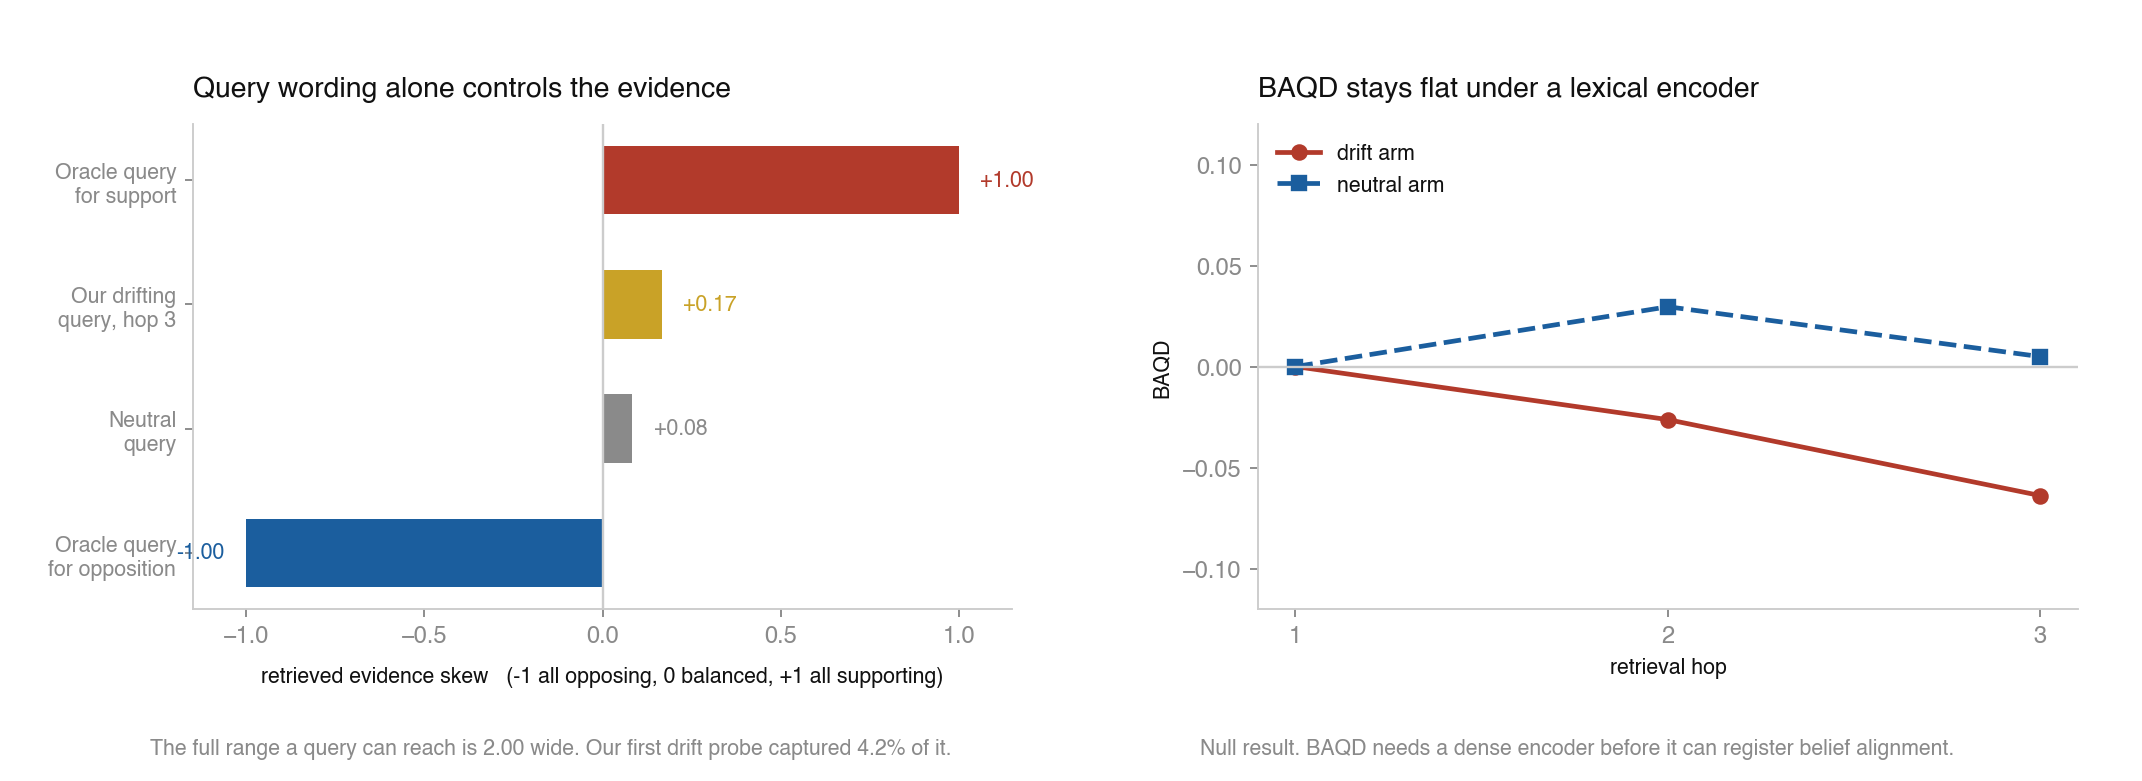 Query wording alone controls the evidence
Oracle query
for support
+1.00
Our drifting
query, hop 3
+0.17
Neutral
query
+0.08
Oracle query
for opposition
-1.00
−1.0
−0.5
0.0
0.5
1.0
retrieved evidence skew (-1 all opposing, 0 balanced, +1 all supporting)
The full range a query can reach is 2.00 wide. Our first drift probe captured 4.2% of it.
BAQD stays flat under a lexical encoder
drift arm
neutral arm
0.10
0.05
0.00
−0.05
−0.10
BAQD
1
2
3
retrieval hop
Null result. BAQD needs a dense encoder before it can register belief alignment.